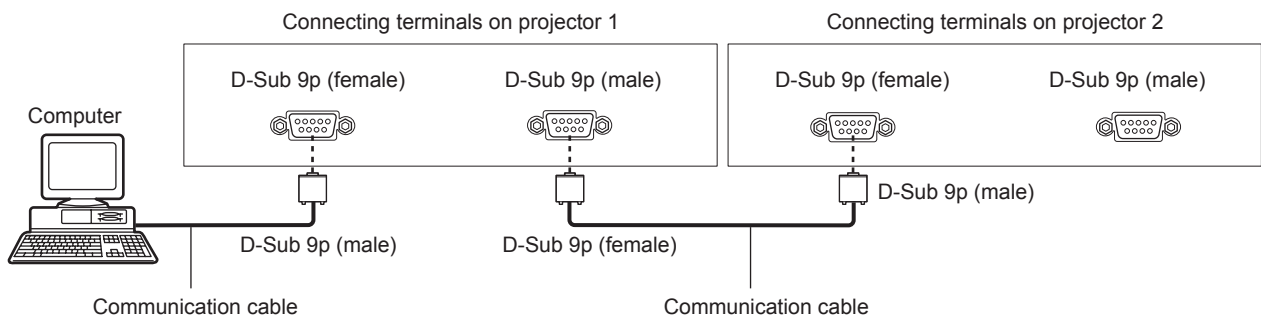 Connecting terminals on projector 1
Connecting terminals on projector 2
D-Sub 9p (female)
D-Sub 9p (male)
D-Sub 9p (female)
D-Sub 9p (male)
Computer
D-Sub 9p (male)
D-Sub 9p (male)
D-Sub 9p (female)
Communication cable
Communication cable